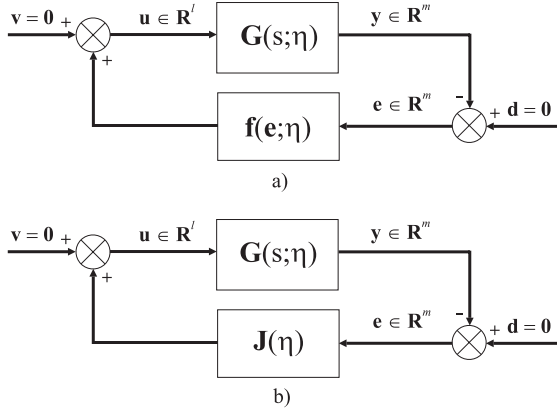 v = 0 + u ∈ R^l G(s;η) y ∈ R^m
+ -
f(e;η) e ∈ R^m + d = 0
a)
v = 0 + u ∈ R^l G(s;η) y ∈ R^m
+ -
J(η) e ∈ R^m + d = 0
b)